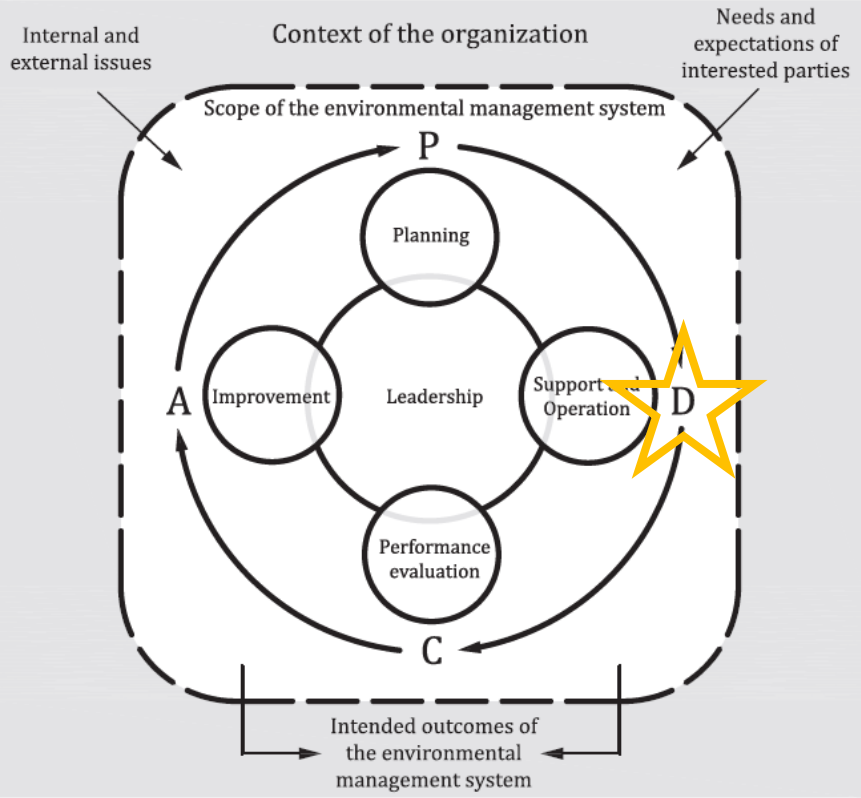 Internal and
external issues
Context of the organization
Needs and
expectations of
interested parties
Scope of the environmental management system
P
Planning
A
Improvement
Leadership
Support and
Operation
D
Performance
evaluation
C
Intended outcomes of
the environmental
management system